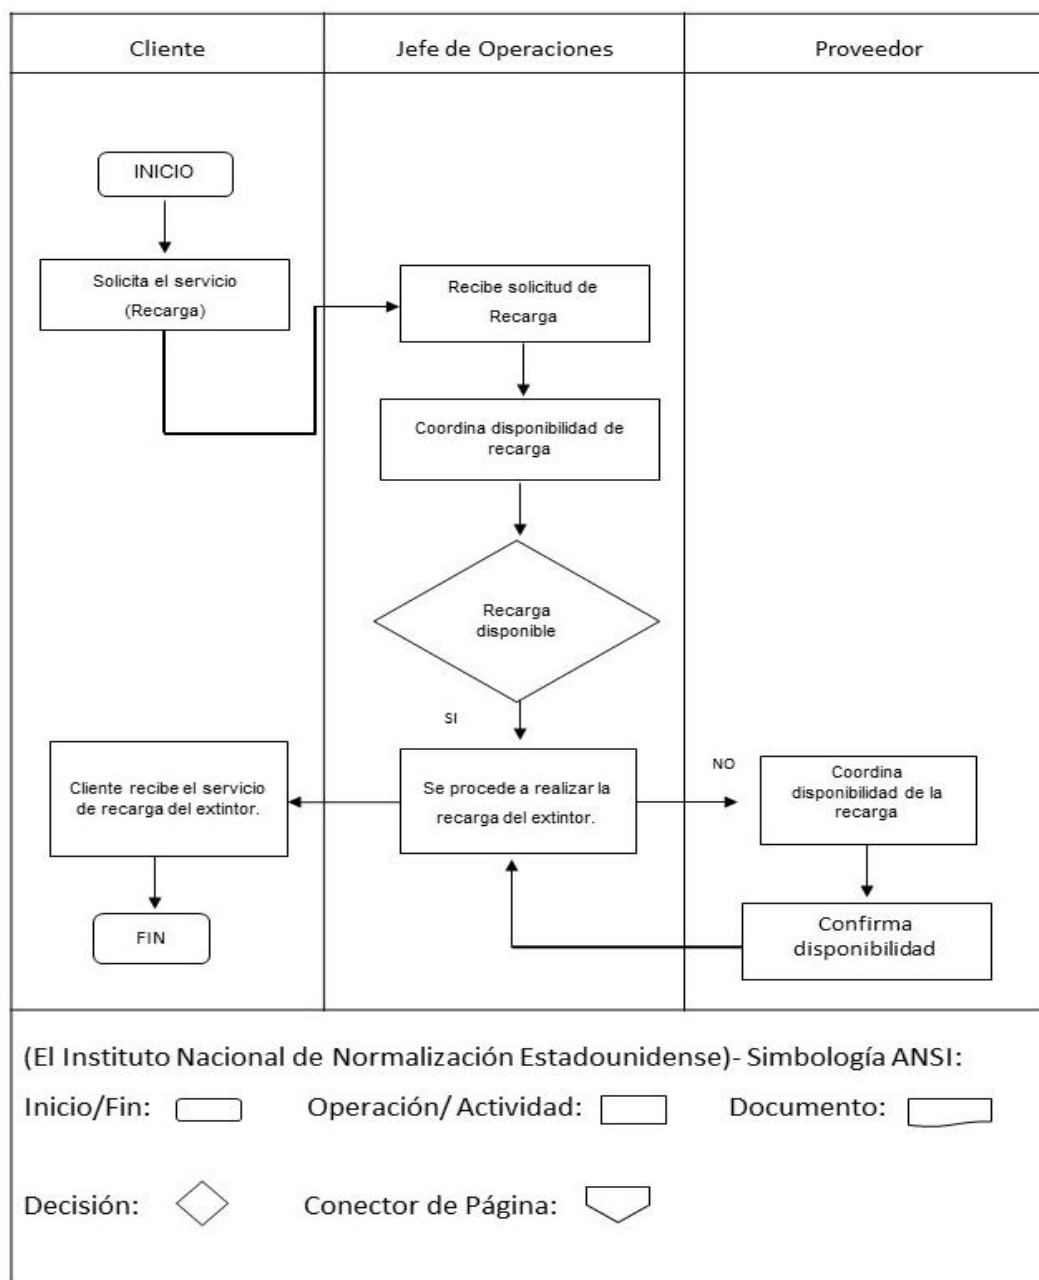 Cliente
Jefe de Operaciones
Proveedor
INICIO
Solicita el servicio
(Recarga)
Recibe solicitud de
Recarga
Coordina disponibilidad de
recarga
Recarga
disponible
SI
Se procede a realizar la
recarga del extintor.
NO
Coordina
disponibilidad de la
recarga
Confirma
disponibilidad
Cliente recibe el servicio
de recarga del extintor.
FIN
(El Instituto Nacional de Normalización Estadounidense)- Simbología ANSI:
Inicio/Fin:
Operación/ Actividad:
Documento:
Decisión:
Conector de Página: